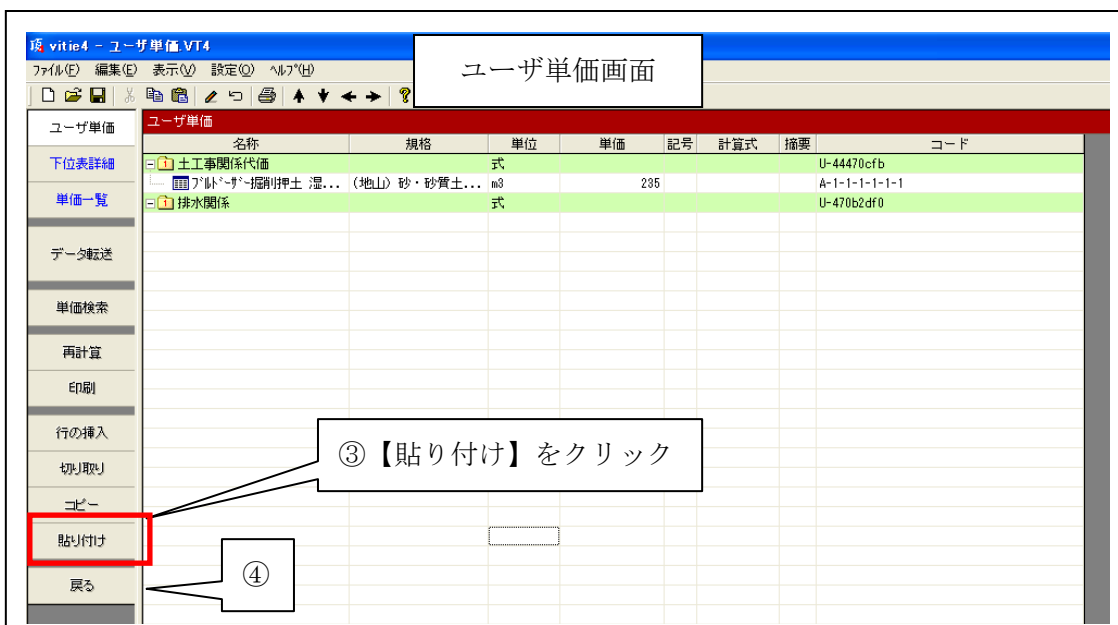 vitie4 - ユーザ単価.VT4
ユーザ単価画面
ファイル(F) 編集(E) 表示(V) 設定(O) ヘルプ(H)
ユーザ単価
ユーザ単価
名称 規格 単位 単価 記号 計算式 摘要 コード
下位表詳細
土工事関係代価 式 U-44470cfb
ブルドーザー掘削押土 湿... (地山) 砂・砂質土... m3 235 A-1-1-1-1-1-1
単価一覧
排水関係 式 U-470b2df0
データ転送
単価検索
再計算
印刷
行の挿入
③【貼り付け】をクリック
切り取り
コピー
貼り付け
④
戻る